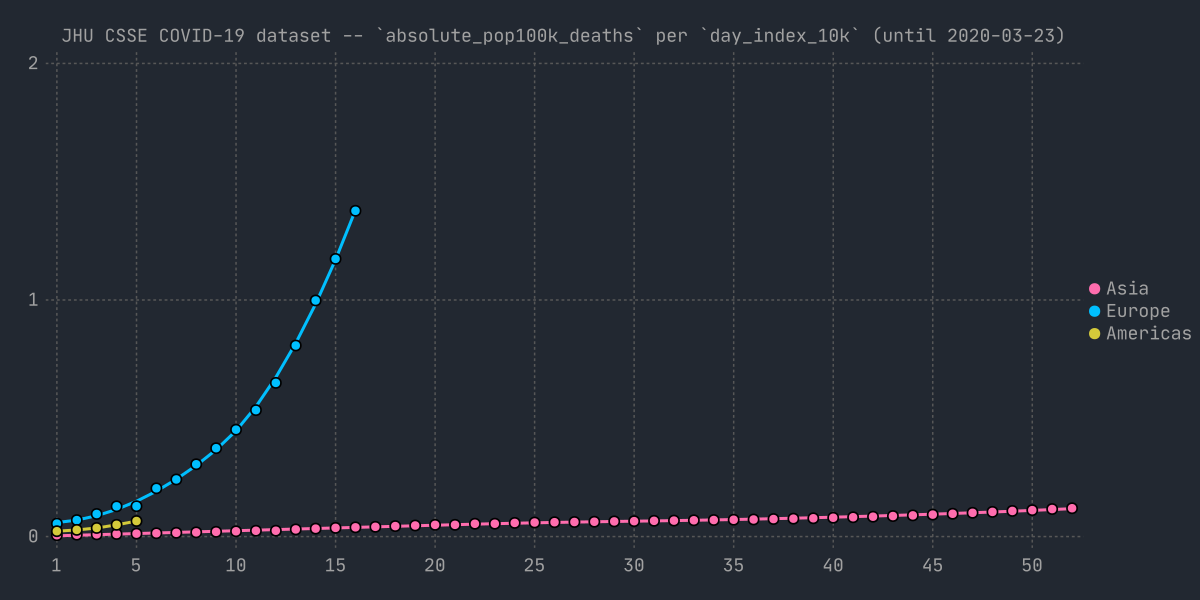 JHU CSSE COVID-19 dataset -- `absolute_pop100k_deaths` per `day_index_10k` (until 2020-03-23)
2
1
0
Asia
Europe
Americas
1 5 10 15 20 25 30 35 40 45 50